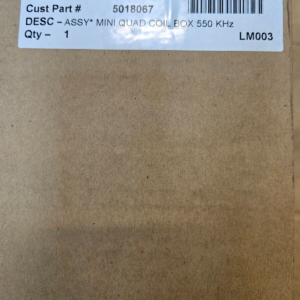 Cust Part # 5018067
DESC – ASSY* MINI QUAD COIL BOX 550 KHz
Qty – 1 LM003